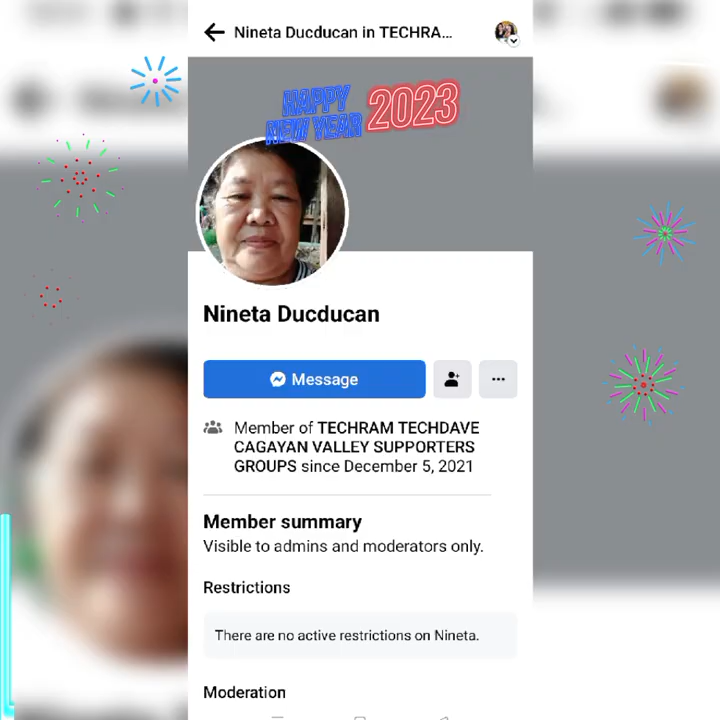 Nineta Ducducan in TECHRA...
HAPPY
NEW YEAR
2023
Nineta Ducducan
Message
Member of TECHRAM TECHDAVE
CAGAYAN VALLEY SUPPORTERS
GROUPS since December 5, 2021
Member summary
Visible to admins and moderators only.
Restrictions
There are no active restrictions on Nineta.
Moderation